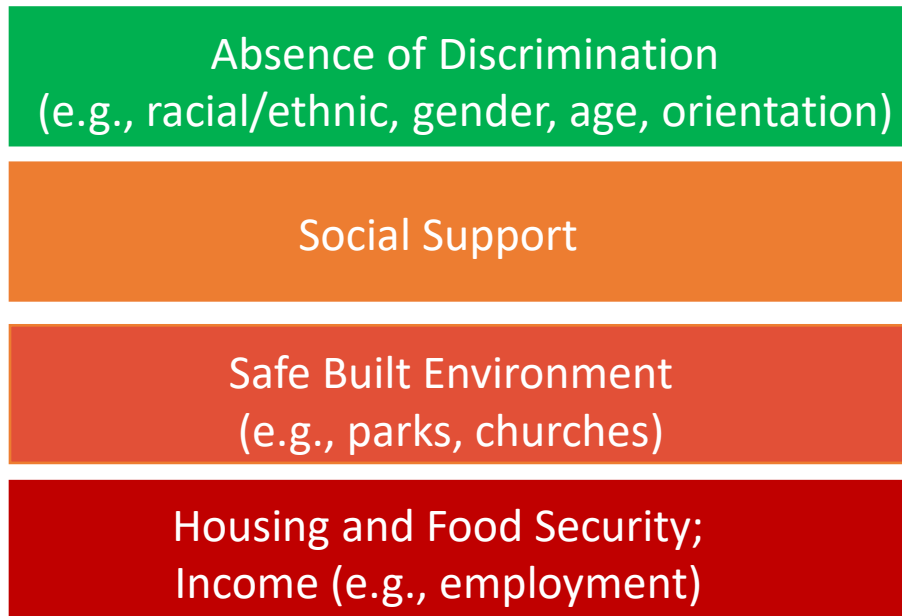 Absence of Discrimination
(e.g., racial/ethnic, gender, age, orientation)
Social Support
Safe Built Environment
(e.g., parks, churches)
Housing and Food Security;
Income (e.g., employment)